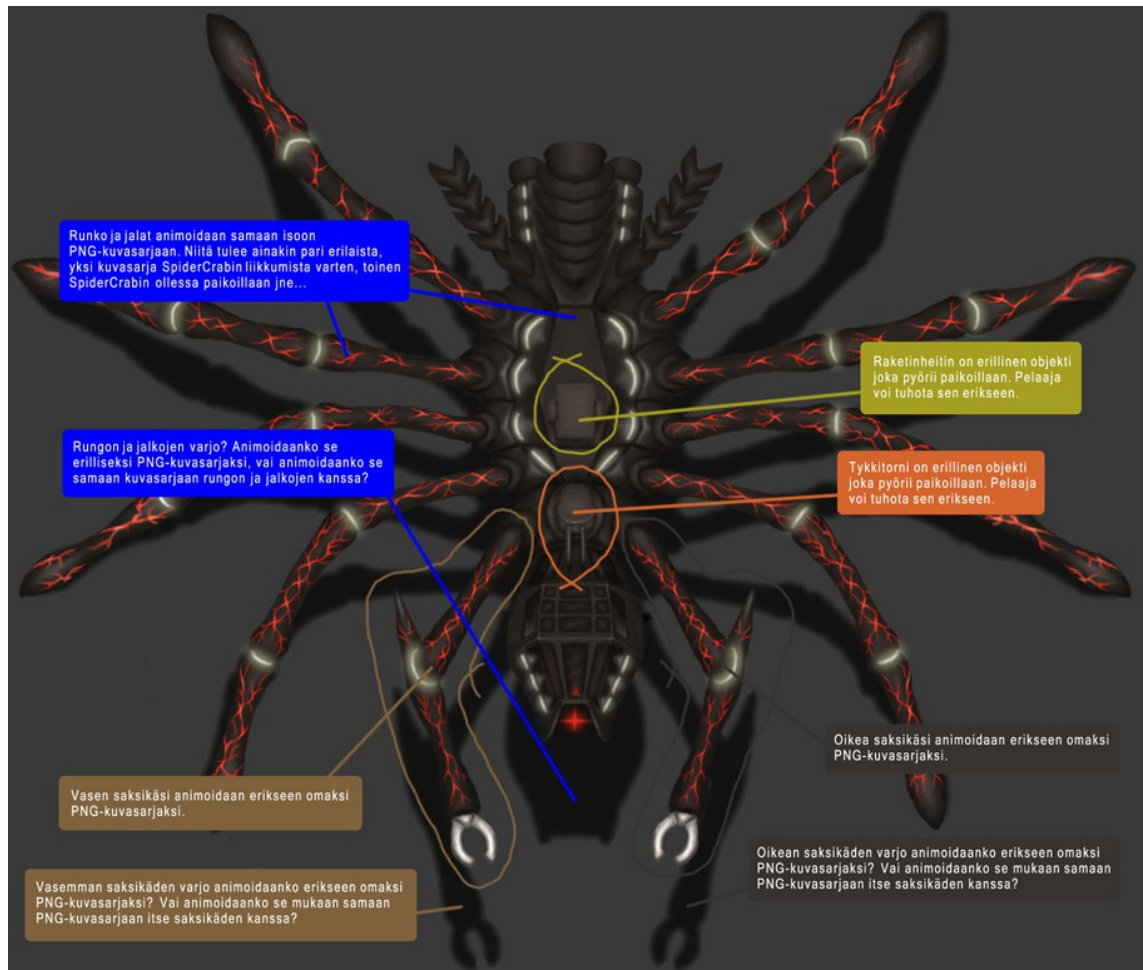 Runko ja jalat animoidaan samaan isoon
PNG-kuvasarjaan. Niitä tulee ainakin pari erilaista,
yksi kuvasarja SpiderCrabin liikkumista varten, toinen
SpiderCrabin ollessa paikoillaan jne...
Raketinheitin on erillinen objekti
joka pyörii paikoillaan. Pelaaja
voi tuhota sen erikseen.
Rungon ja jalkojen varjo? Animoidaanko se
erilliseksi PNG-kuvasarjaksi, vai animoidaanko se
samaan kuvasarjaan rungon ja jalkojen kanssa?
Tykkitorni on erillinen objekti
joka pyörii paikoillaan. Pelaaja
voi tuhota sen erikseen.
Oikea saksikäsi animoidaan erikseen omaksi
PNG-kuvasarjaksi.
Vasen saksikäsi animoidaan erikseen omaksi
PNG-kuvasarjaksi.
Oikean saksikäden varjo animoidaanko erikseen omaksi
PNG-kuvasarjaksi? Vai animoidaanko se mukaan samaan
PNG-kuvasarjaan itse saksikäden kanssa?
Vasemman saksikäden varjo animoidaanko erikseen omaksi
PNG-kuvasarjaksi? Vai animoidaanko se mukaan samaan
PNG-kuvasarjaan itse saksikäden kanssa?